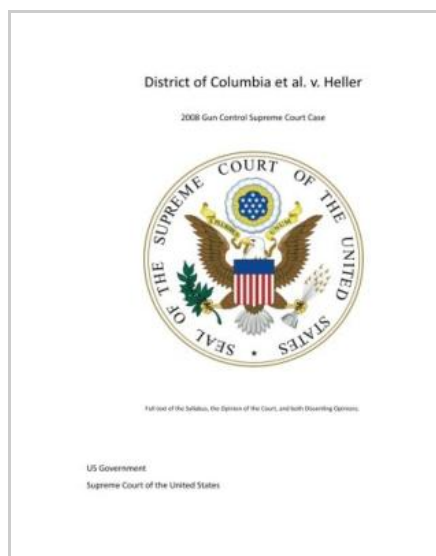 District of Columbia et al. v. Heller
2008 Gun Control Supreme Court Case
SEAL OF THE SUPREME COURT OF THE UNITED STATES
E PLURIBUS UNUM
Full text of the Syllabus, the Opinion of the Court, and both Dissenting Opinions.
US Government
Supreme Court of the United States